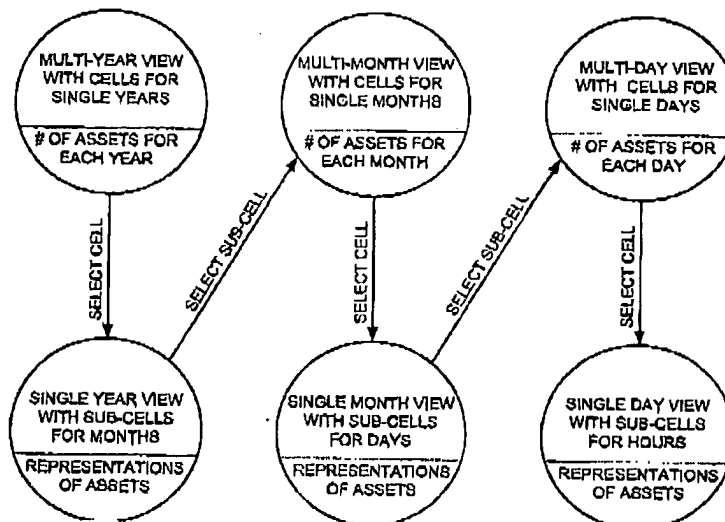 MULTI-YEAR VIEW
WITH CELLS FOR
SINGLE YEARS
# OF ASSETS FOR
EACH YEAR
MULTI-MONTH VIEW
WITH CELLS FOR
SINGLE MONTHS
# OF ASSETS FOR
EACH MONTH
MULTI-DAY VIEW
WITH CELLS FOR
SINGLE DAYS
# OF ASSETS FOR
EACH DAY
SELECT CELL
SELECT SUB-CELL
SELECT CELL
SELECT SUB-CELL
SELECT CELL
SINGLE YEAR VIEW
WITH SUB-CELLS
FOR MONTHS
REPRESENTATIONS
OF ASSETS
SINGLE MONTH VIEW
WITH SUB-CELLS
FOR DAYS
REPRESENTATIONS
OF ASSETS
SINGLE DAY VIEW
WITH SUB-CELLS
FOR HOURS
REPRESENTATIONS
OF ASSETS